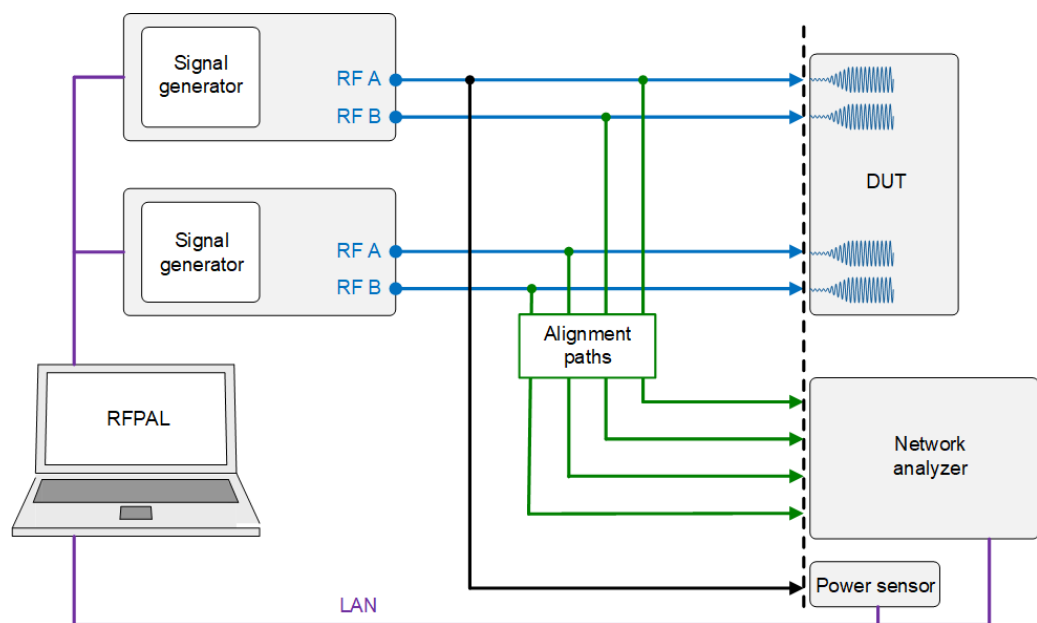 Signal
generator
RF A
RF B
DUT
Signal
generator
RF A
RF B
Alignment
paths
RFPAL
Network
analyzer
Power sensor
LAN